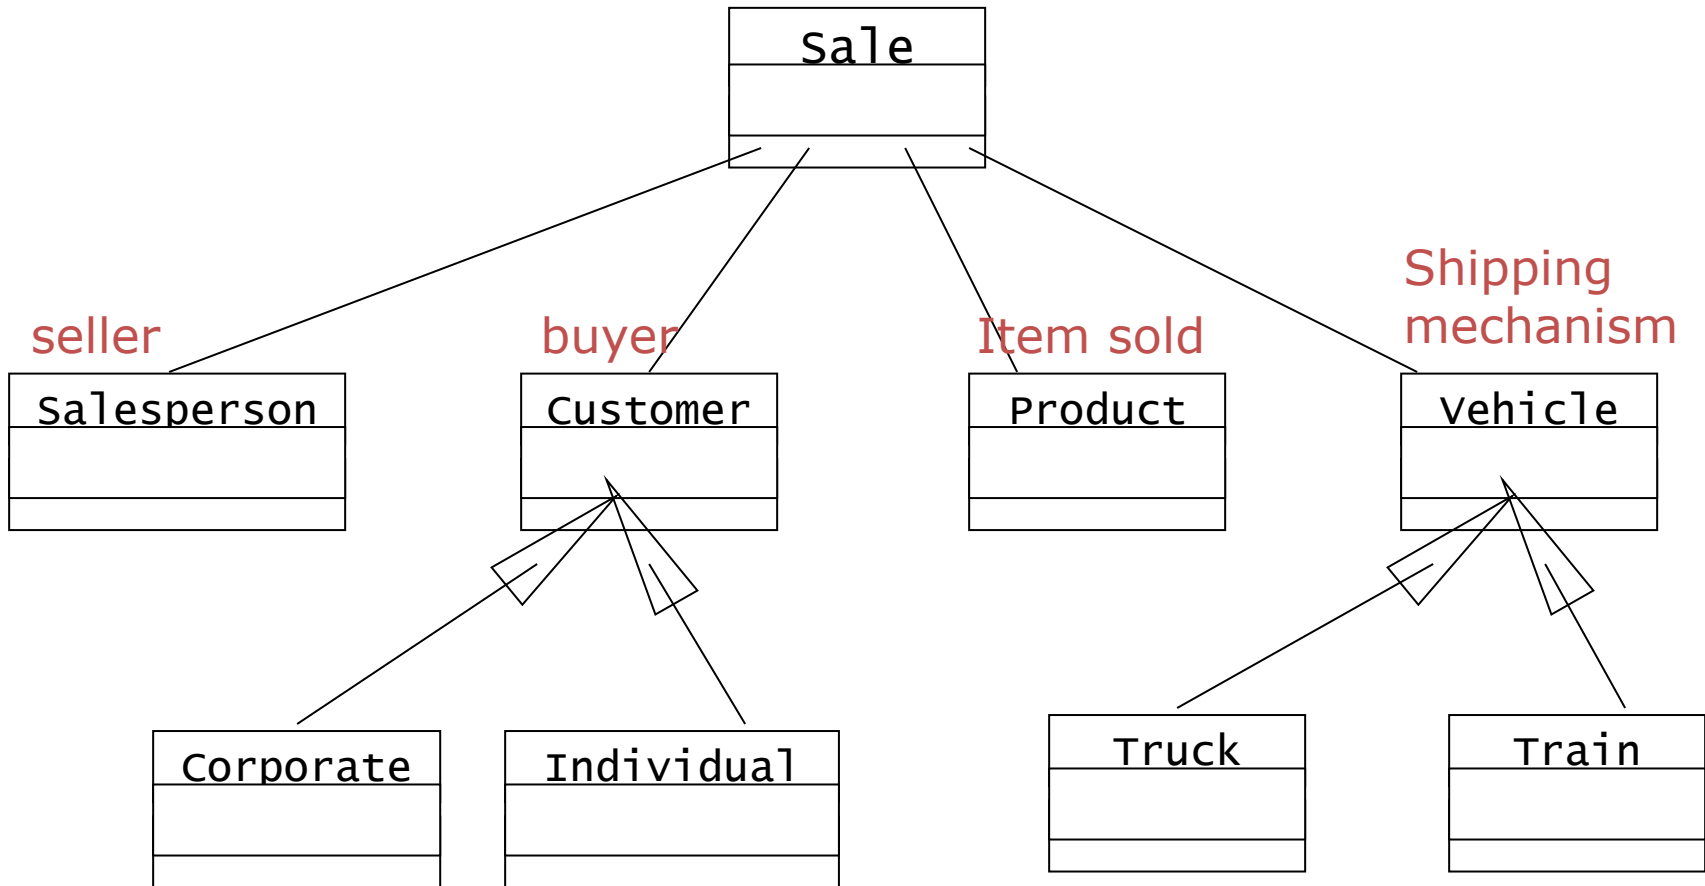 Sale
Shipping
mechanism
seller
buyer
Item sold
Salesperson
Customer
Product
Vehicle
Corporate
Individual
Truck
Train